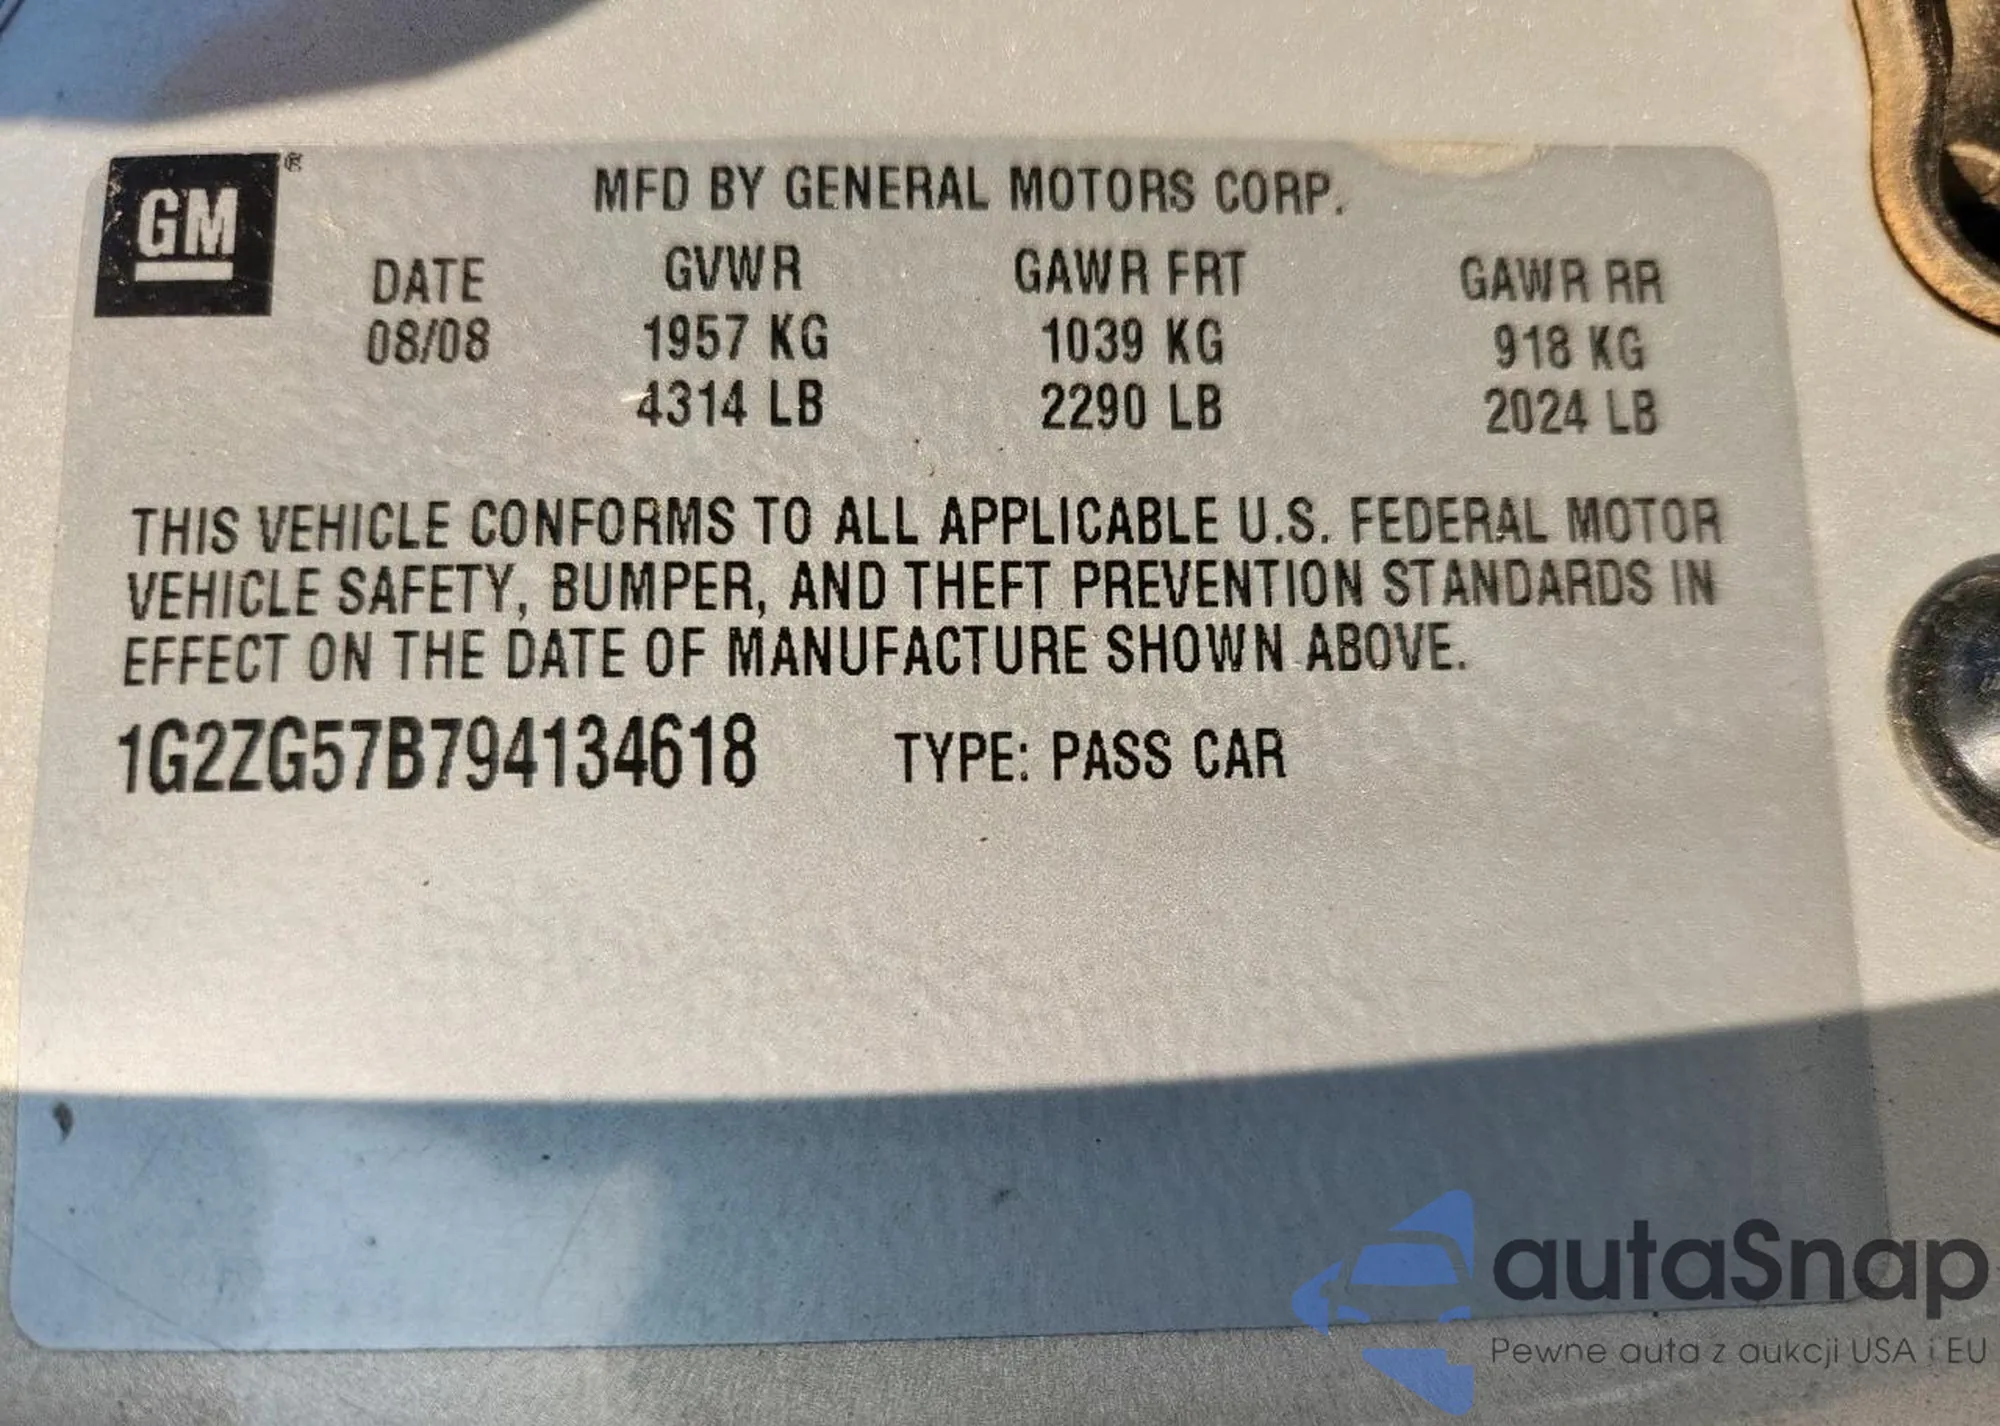 GM®
MFD BY GENERAL MOTORS CORP.
DATE GVWR GAWR FRT GAWR RR
08/08 1957 KG 1039 KG 918 KG
4314 LB 2290 LB 2024 LB
THIS VEHICLE CONFORMS TO ALL APPLICABLE U.S. FEDERAL MOTOR
VEHICLE SAFETY, BUMPER, AND THEFT PREVENTION STANDARDS IN
EFFECT ON THE DATE OF MANUFACTURE SHOWN ABOVE.
1G2ZG57B794134618 TYPE: PASS CAR
autaSnap
Pewne auta z aukcji USA i EU